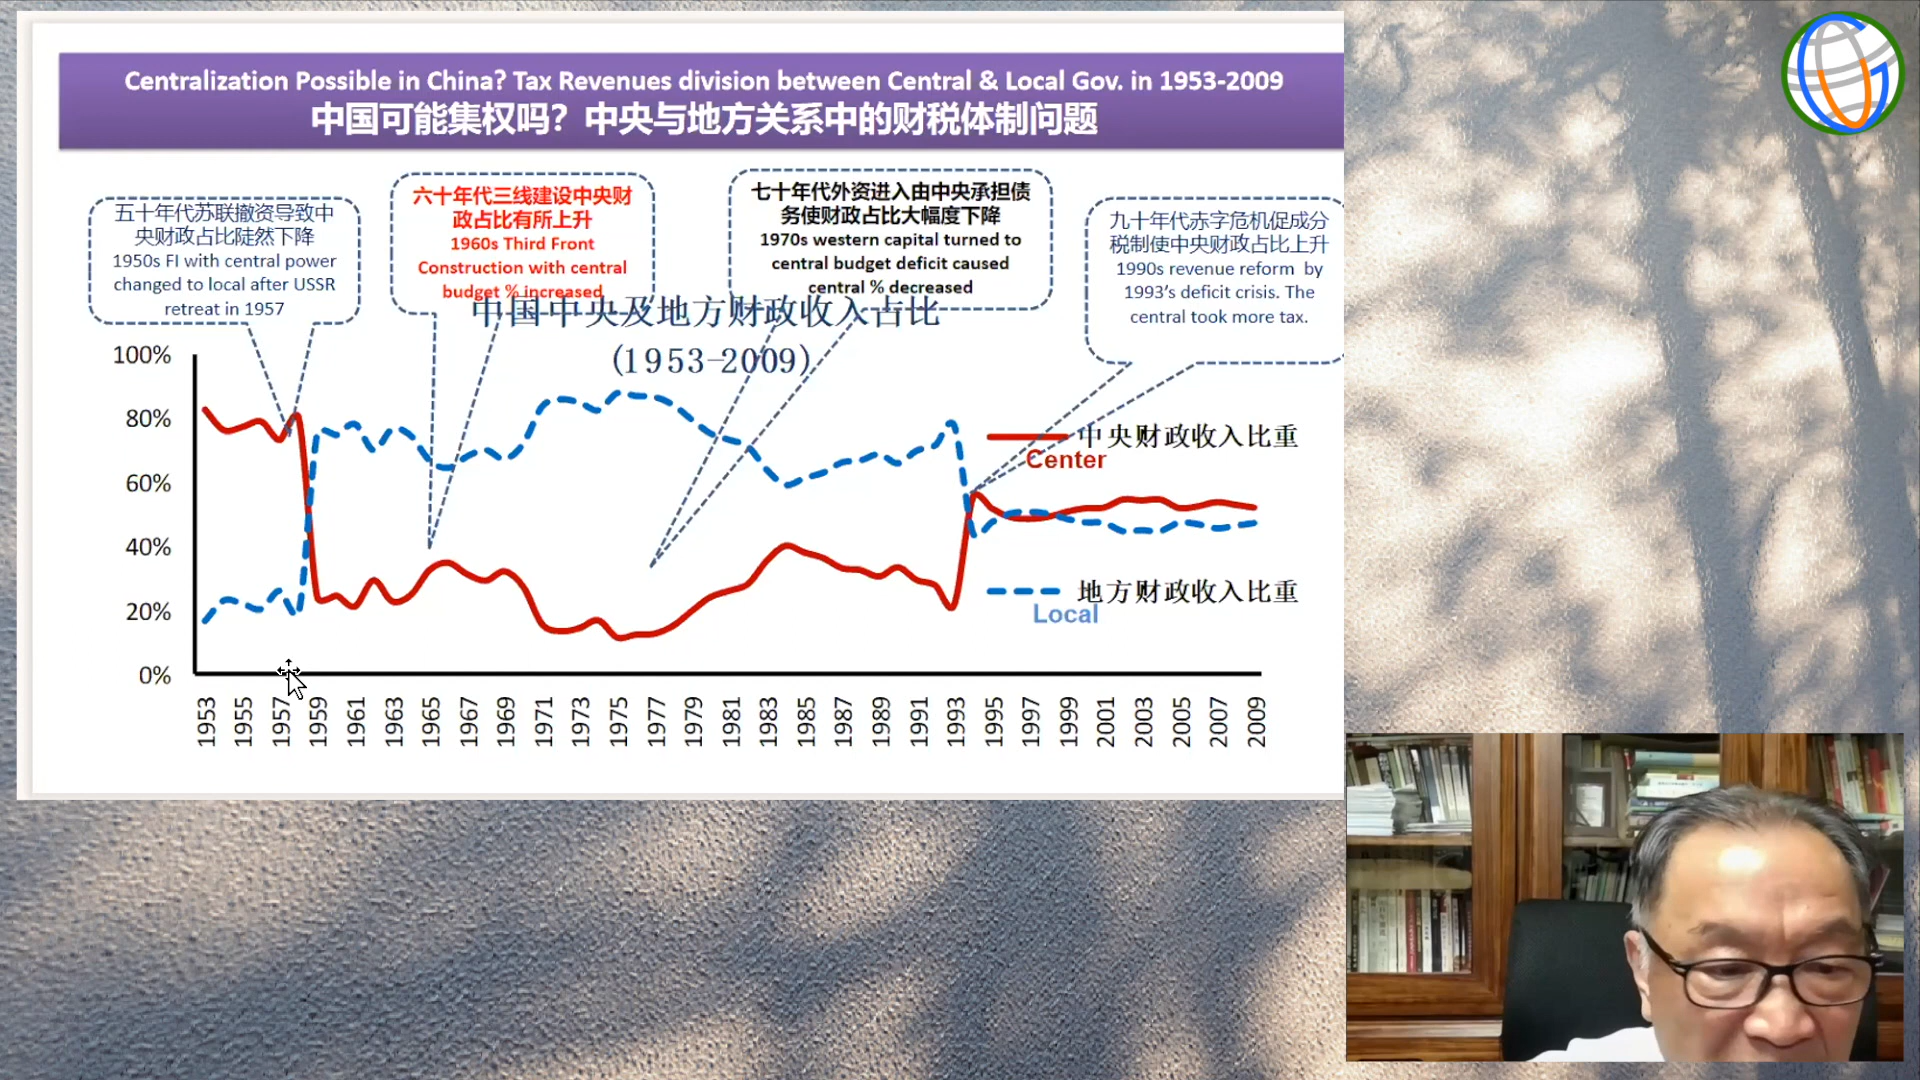 Centralization Possible in China? Tax Revenues division between Central & Local Gov. in 1953-2009
中国可能集权吗？中央与地方关系中的财税体制问题
五十年代苏联撤资导致中
央财政占比陡然下降
1950s FI with central power
changed to local after USSR
retreat in 1957
六十年代三线建设中央财
政占比有所上升
1960s Third Front
Construction with central
budget % increased
七十年代外资进入由中央承担债
务使财政占比大幅度下降
1970s western capital turned to
central budget deficit caused
central % decreased
九十年代赤字危机促成分
税制使中央财政占比上升
1990s revenue reform by
1993's deficit crisis. The
central took more tax.
中国中央及地方财政收入占比
(1953-2009)
100%
80%
60%
40%
20%
0%
中央财政收入比重
Center
地方财政收入比重
Local
1953 1955 1957 1959 1961 1963 1965 1967 1969 1971 1973 1975 1977 1979 1981 1983 1985 1987 1989 1991 1993 1995 1997 1999 2001 2003 2005 2007 2009